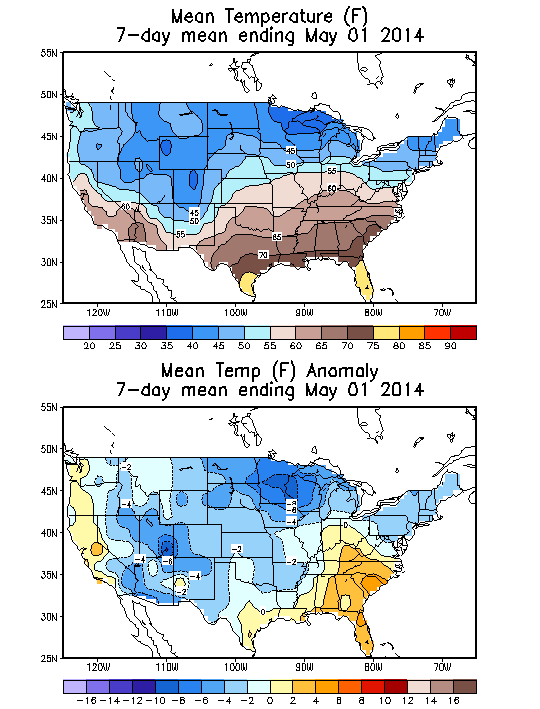 Mean Temperature (F)
7-day mean ending May 01 2014
55N
50N
45N
45
50
40N
55
60
60
35N
45
50
55
65
30N
70
25N
120W 110W 100W 90W 80W 70W
20 25 30 35 40 45 50 55 60 65 70 75 80 85 90
Mean Temp (F) Anomaly
7-day mean ending May 01 2014
55N
50N
-2
45N
-4
-8
-6
-4
0
40N
-2
-4
-6
-2
35N
-4
-2
0
30N
25N
120W 110W 100W 90W 80W 70W
-16 -14 -12 -10 -8 -6 -4 -2 0 2 4 6 8 10 12 14 16